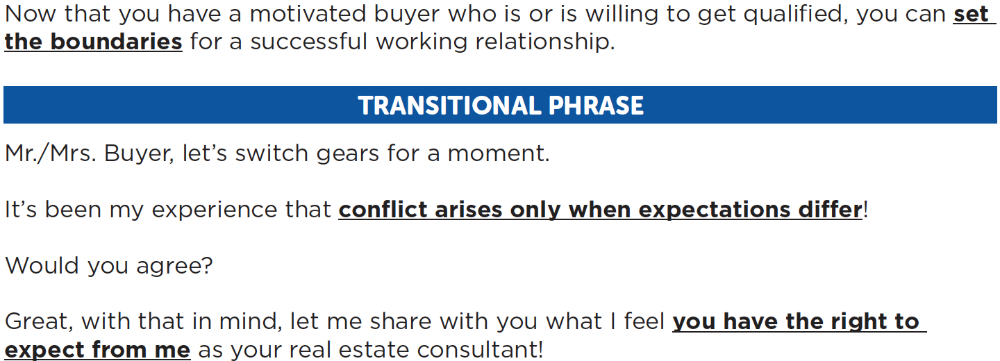 Now that you have a motivated buyer who is or is willing to get qualified, you can set
the boundaries for a successful working relationship.
TRANSITIONAL PHRASE
Mr./Mrs. Buyer, let’s switch gears for a moment.
It’s been my experience that conflict arises only when expectations differ!
Would you agree?
Great, with that in mind, let me share with you what I feel you have the right to
expect from me as your real estate consultant!